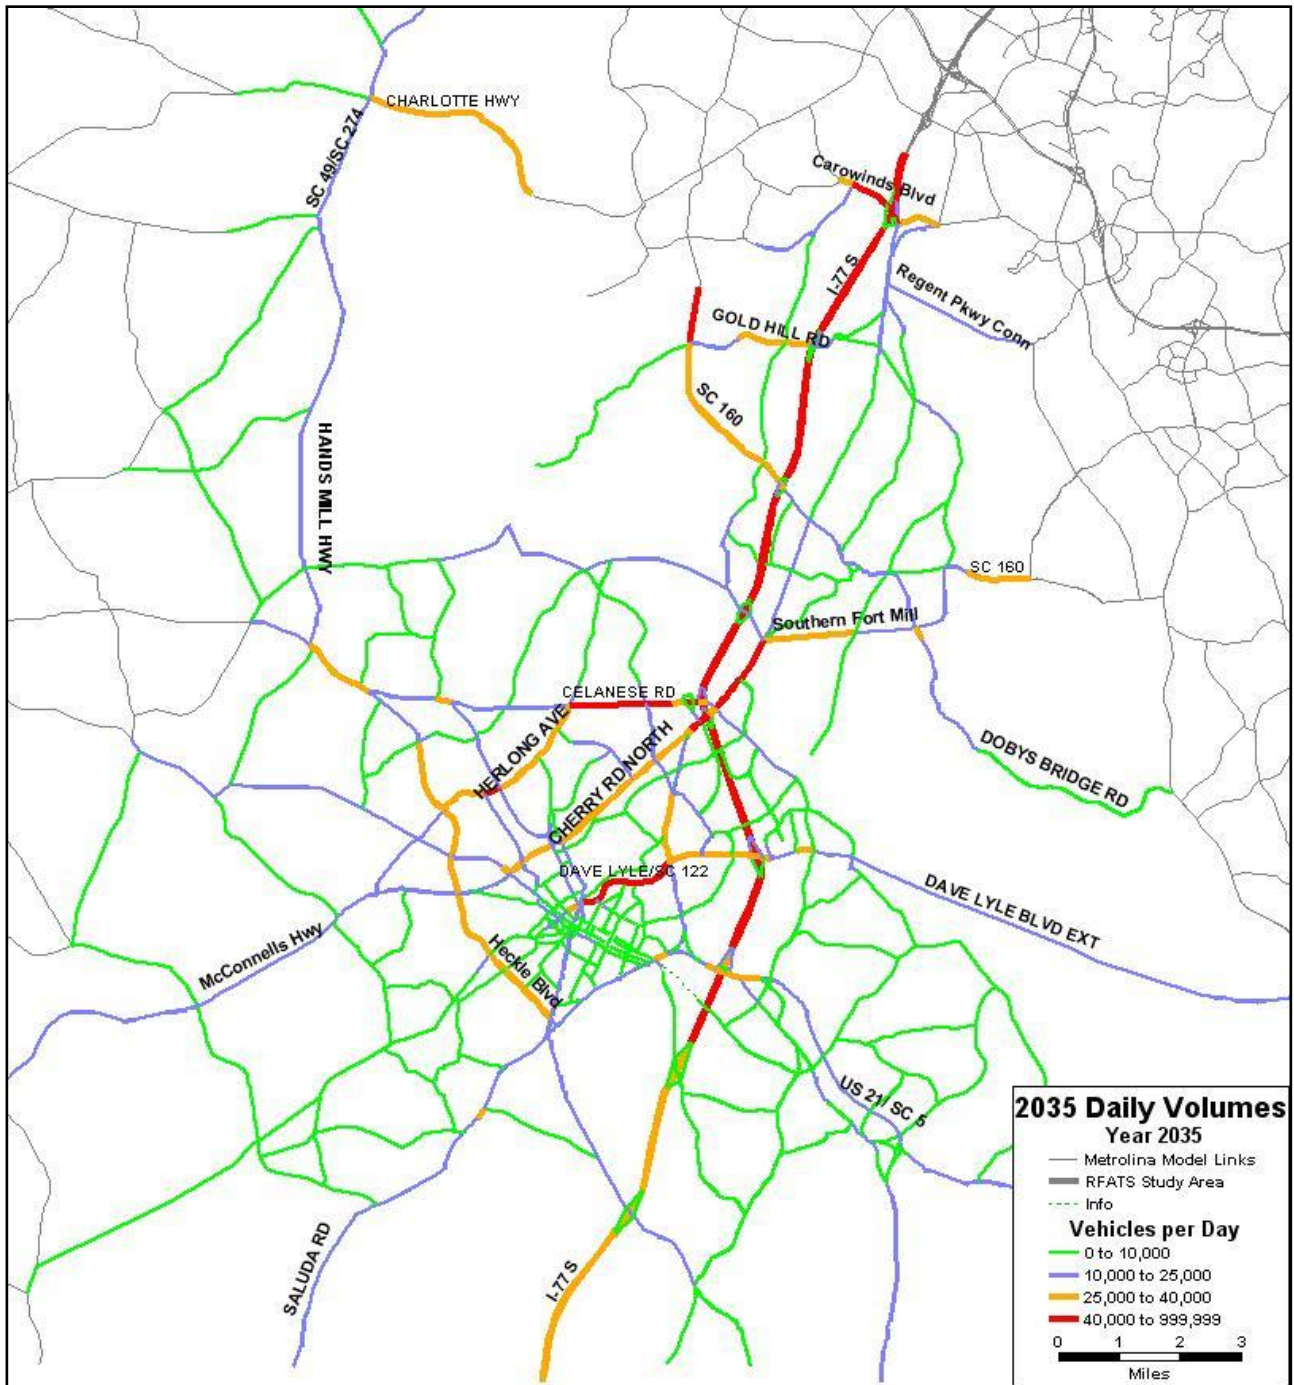 CHARLOTTE HWY
SC 49/SC 274
Carowinds Blvd
I-77 S
Regent Pkwy Conn
GOLD HILL RD
SC 160
HANDS MILL HWY
SC 160
Southern Fort Mill
CELANESE RD
HERLONG AVE
CHERRY RD NORTH
DOBYS BRIDGE RD
DAVE LYLE/SC 122
DAVE LYLE BLVD EXT
McConnells Hwy
Heckle Blvd
US 21/ SC 5
SALUDA RD
I-77 S
2035 Daily Volumes
Year 2035
Metrolina Model Links
RFATS Study Area
Info
Vehicles per Day
0 to 10,000
10,000 to 25,000
25,000 to 40,000
40,000 to 999,999
0 1 2 3
Miles